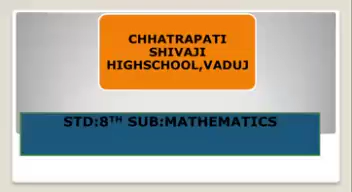 CHHATRAPATI
SHIVAJI
HIGHSCHOOL,VADUJ
STD:8TH SUB:MATHEMATICS